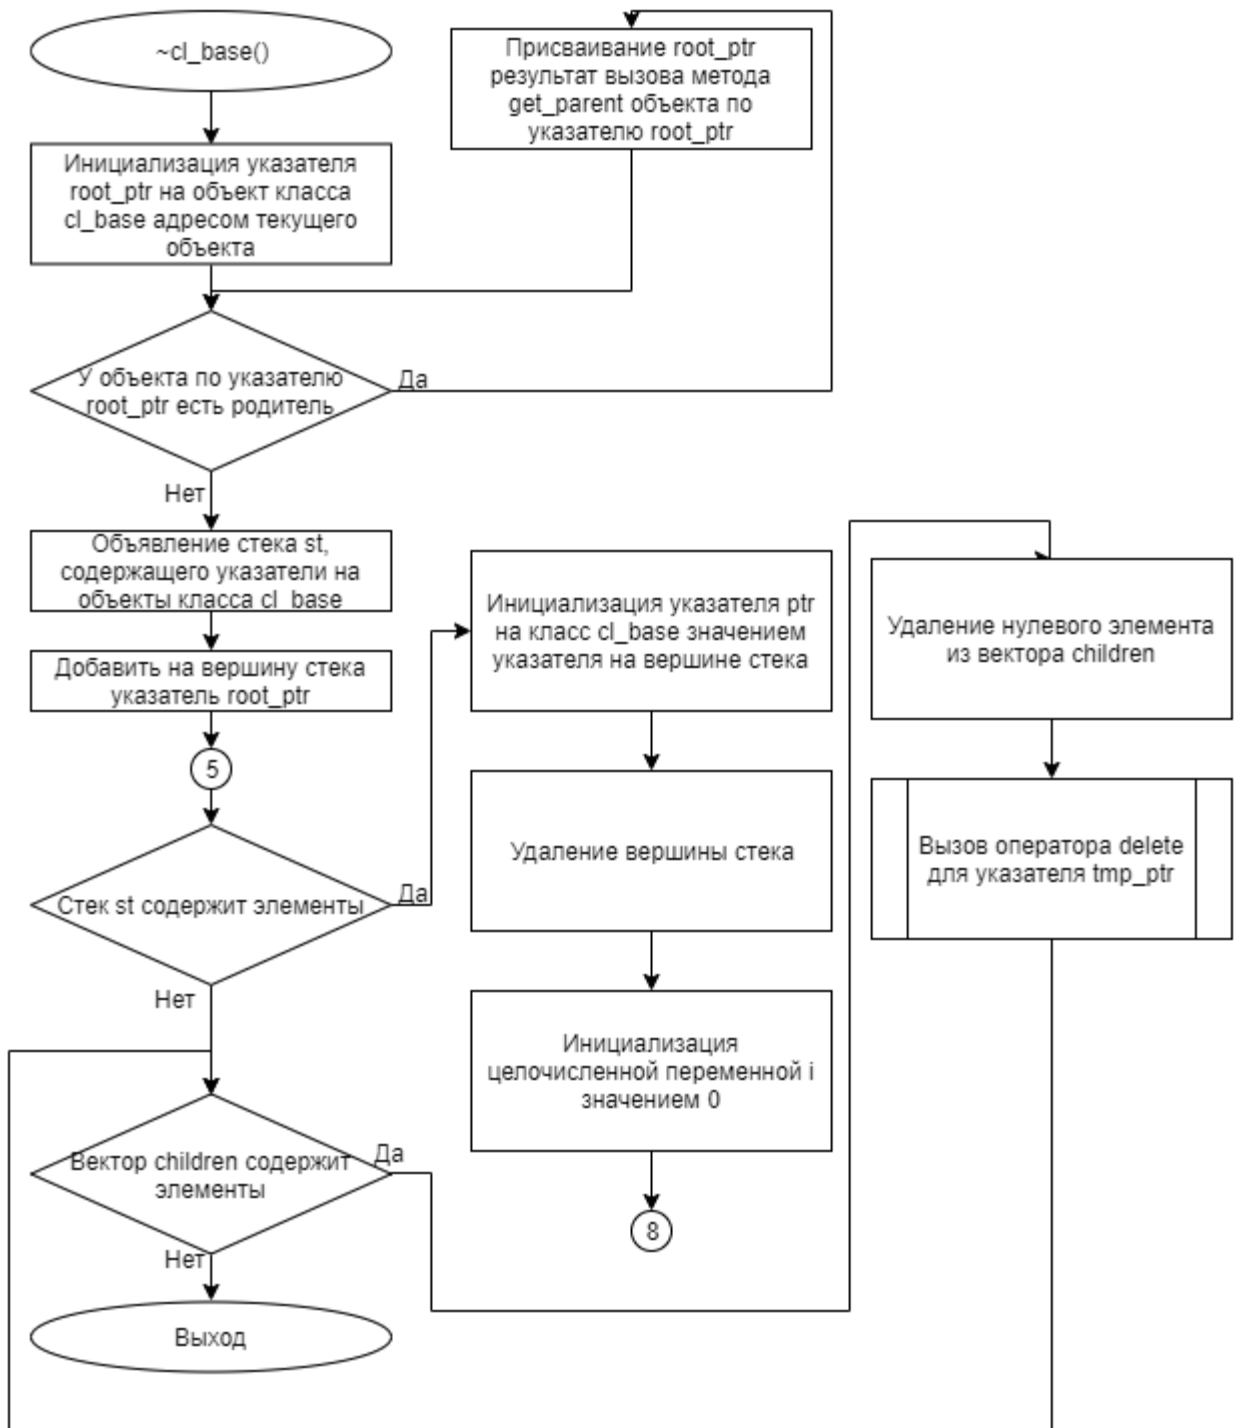 ~cl_base()
Инициализация указателя
root_ptr на объект класса
cl_base адресом текущего
объекта
Присваивание root_ptr
результат вызова метода
get_parent объекта по
указателю root_ptr
У объекта по указателю
root_ptr есть родитель
Да
Нет
Объявление стека st,
содержащего указатели на
объекты класса cl_base
Добавить на вершину стека
указатель root_ptr
5
Стек st содержит элементы
Да
Нет
Инициализация указателя ptr
на класс cl_base значением
указателя на вершине стека
Удаление вершины стека
Инициализация
целочисленной переменной i
значением 0
8
Вектор children содержит
элементы
Да
Нет
Выход
Удаление нулевого элемента
из вектора children
Вызов оператора delete
для указателя tmp_ptr